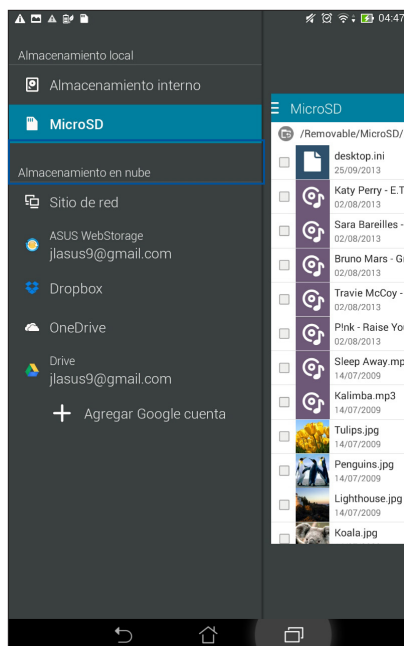 04:47
Almacenamiento local
Almacenamiento interno
MicroSD
Almacenamiento en nube
Sitio de red
ASUS WebStorage
jlasus9@gmail.com
Dropbox
OneDrive
Drive
jlasus9@gmail.com
Agregar Google cuenta
MicroSD
/Removable/MicroSD/
desktop.ini
25/09/2013
Katy Perry - E.T
02/08/2013
Sara Bareilles -
02/08/2013
Bruno Mars - G
02/08/2013
Travie McCoy -
02/08/2013
P!nk - Raise Yo
02/08/2013
Sleep Away.mp
14/07/2009
Kalimba.mp3
14/07/2009
Tulips.jpg
14/07/2009
Penguins.jpg
14/07/2009
Lighthouse.jpg
14/07/2009
Koala.jpg